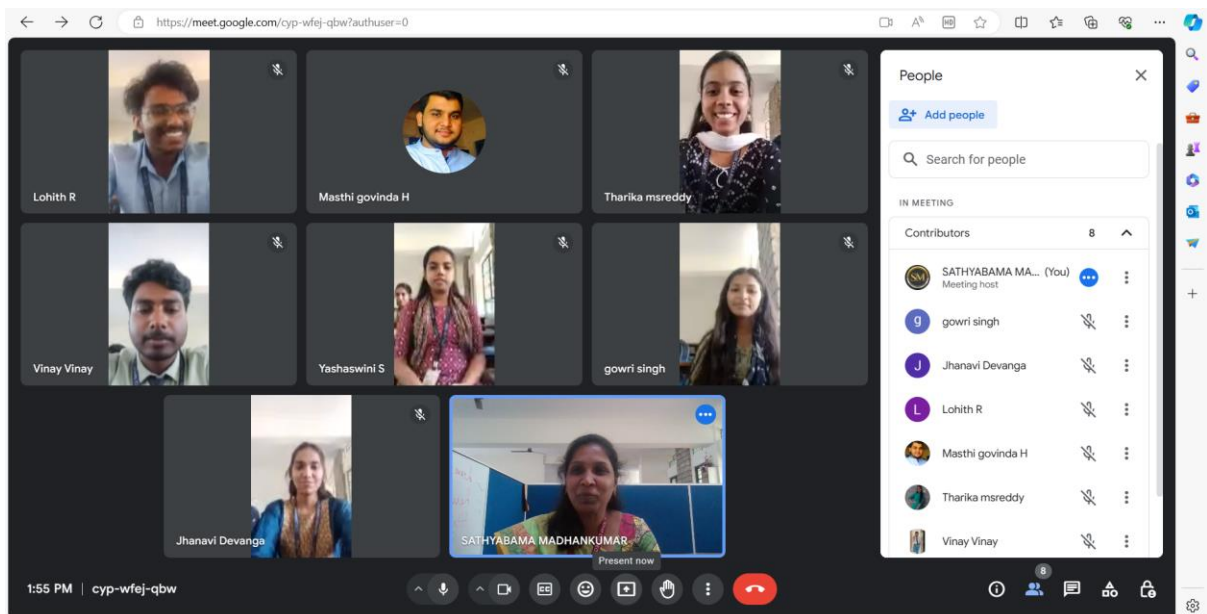 https://meet.google.com/cyp-wfej-qbw?authuser=0
Lohith R
Masthi govinda H
Tharika msreddy
Vinay Vinay
Yashaswini S
gowri singh
Jhanavi Devanga
SATHYABAMA MADHANKUMAR
Present now
1:55 PM | cyp-wfej-qbw
CC
8
People
Add people
Search for people
IN MEETING
Contributors 8
SM SATHYABAMA MA... (You)
Meeting host
g gowri singh
J Jhanavi Devanga
L Lohith R
Masthi govinda H
Tharika msreddy
Vinay Vinay